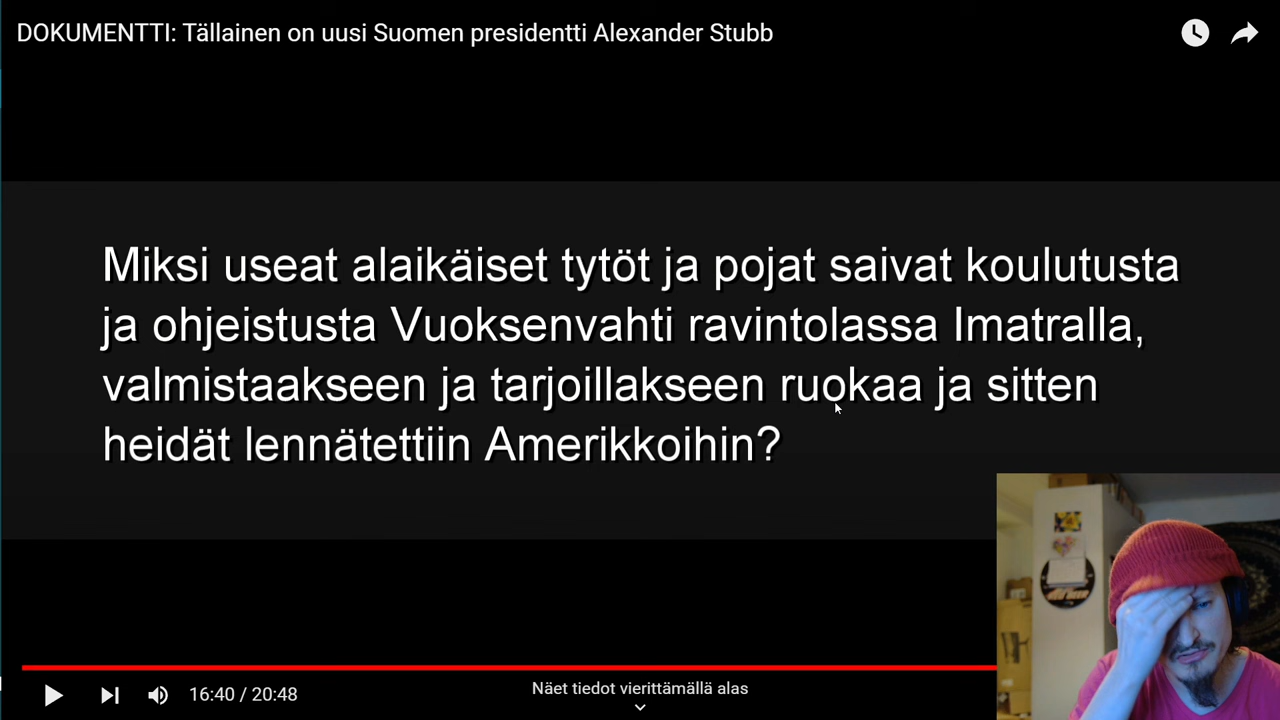 DOKUMENTTI: Tällainen on uusi Suomen presidentti Alexander Stubb
Miksi useat alaikäiset tytöt ja pojat saivat koulutusta
ja ohjeistusta Vuoksenvahti ravintolassa Imatralla,
valmistaakseen ja tarjoillakseen ruokaa ja sitten
heidät lennätettiin Amerikkoihin?
16:40 / 20:48
Näet tiedot vierittämällä alas